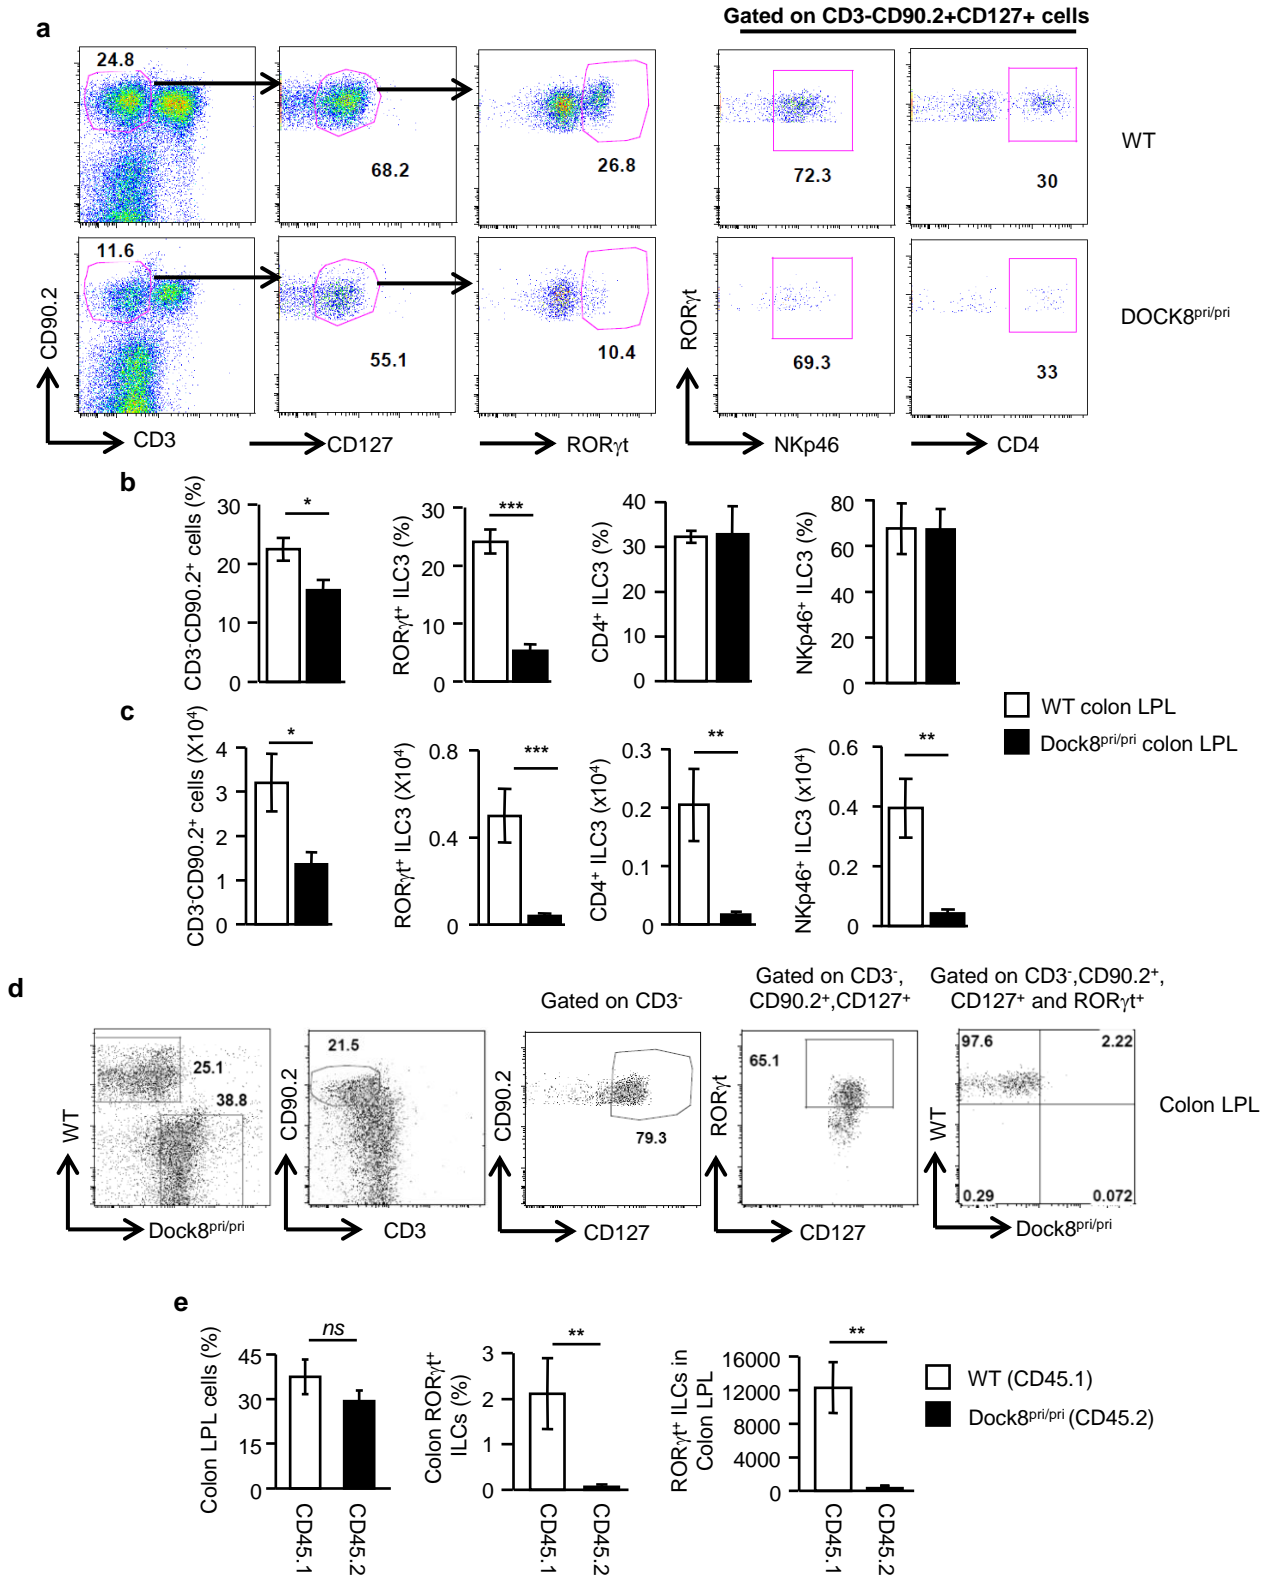 a
Gated on CD3-CD90.2+CD127+ cells
24.8
68.2
26.8
72.3
30
WT
11.6
55.1
10.4
69.3
33
DOCK8pri/pri
CD90.2
RORγt
CD3
CD127
RORγt
NKp46
CD4
b
CD3-CD90.2+ cells (%)
30
20
10
0
*
RORγt+ ILC3 (%)
30
20
10
0
***
CD4+ ILC3 (%)
40
30
20
10
0
NKp46+ ILC3 (%)
80
60
40
20
0
c
CD3-CD90.2+ cells (X10⁴)
4
3
2
1
0
*
RORγt+ ILC3 (X10⁴)
0.8
0.4
0
***
CD4+ ILC3 (x10⁴)
0.3
0.2
0.1
0
**
NKp46+ ILC3 (x10⁴)
0.6
0.4
0.2
0
**
WT colon LPL
Dock8pri/pri colon LPL
d
Gated on CD3-
Gated on CD3-,
CD90.2+,CD127+
Gated on CD3-,CD90.2+,
CD127+ and RORγt+
25.1
38.8
WT
Dock8pri/pri
21.5
CD90.2
CD3
79.3
CD90.2
CD127
65.1
RORγt
CD127
97.6
2.22
0.29
0.072
WT
Dock8pri/pri
Colon LPL
e
Colon LPL cells (%)
45
30
15
0
ns
CD45.1
CD45.2
Colon RORγt+
ILCs (%)
3
2
1
0
**
CD45.1
CD45.2
RORγt+ ILCs in
Colon LPL
16000
12000
8000
4000
0
**
CD45.1
CD45.2
WT (CD45.1)
Dock8pri/pri (CD45.2)